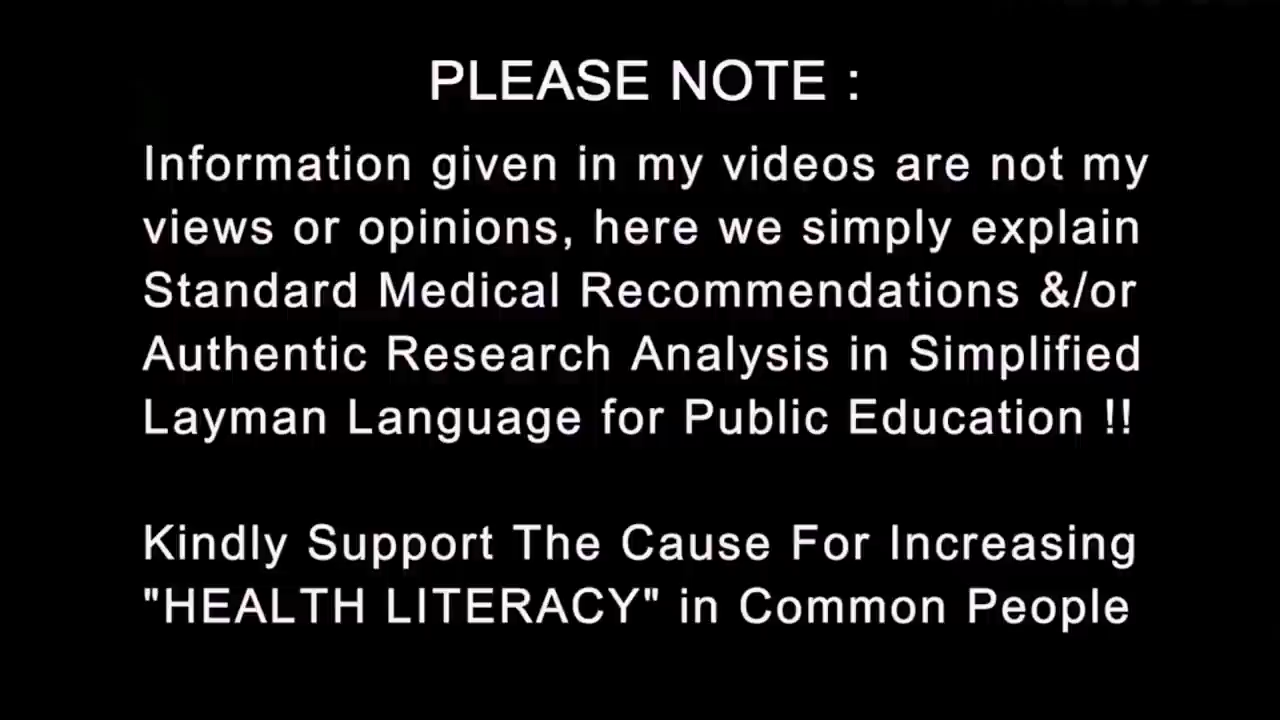 PLEASE NOTE :
Information given in my videos are not my
views or opinions, here we simply explain
Standard Medical Recommendations &/or
Authentic Research Analysis in Simplified
Layman Language for Public Education !!
Kindly Support The Cause For Increasing
"HEALTH LITERACY" in Common People